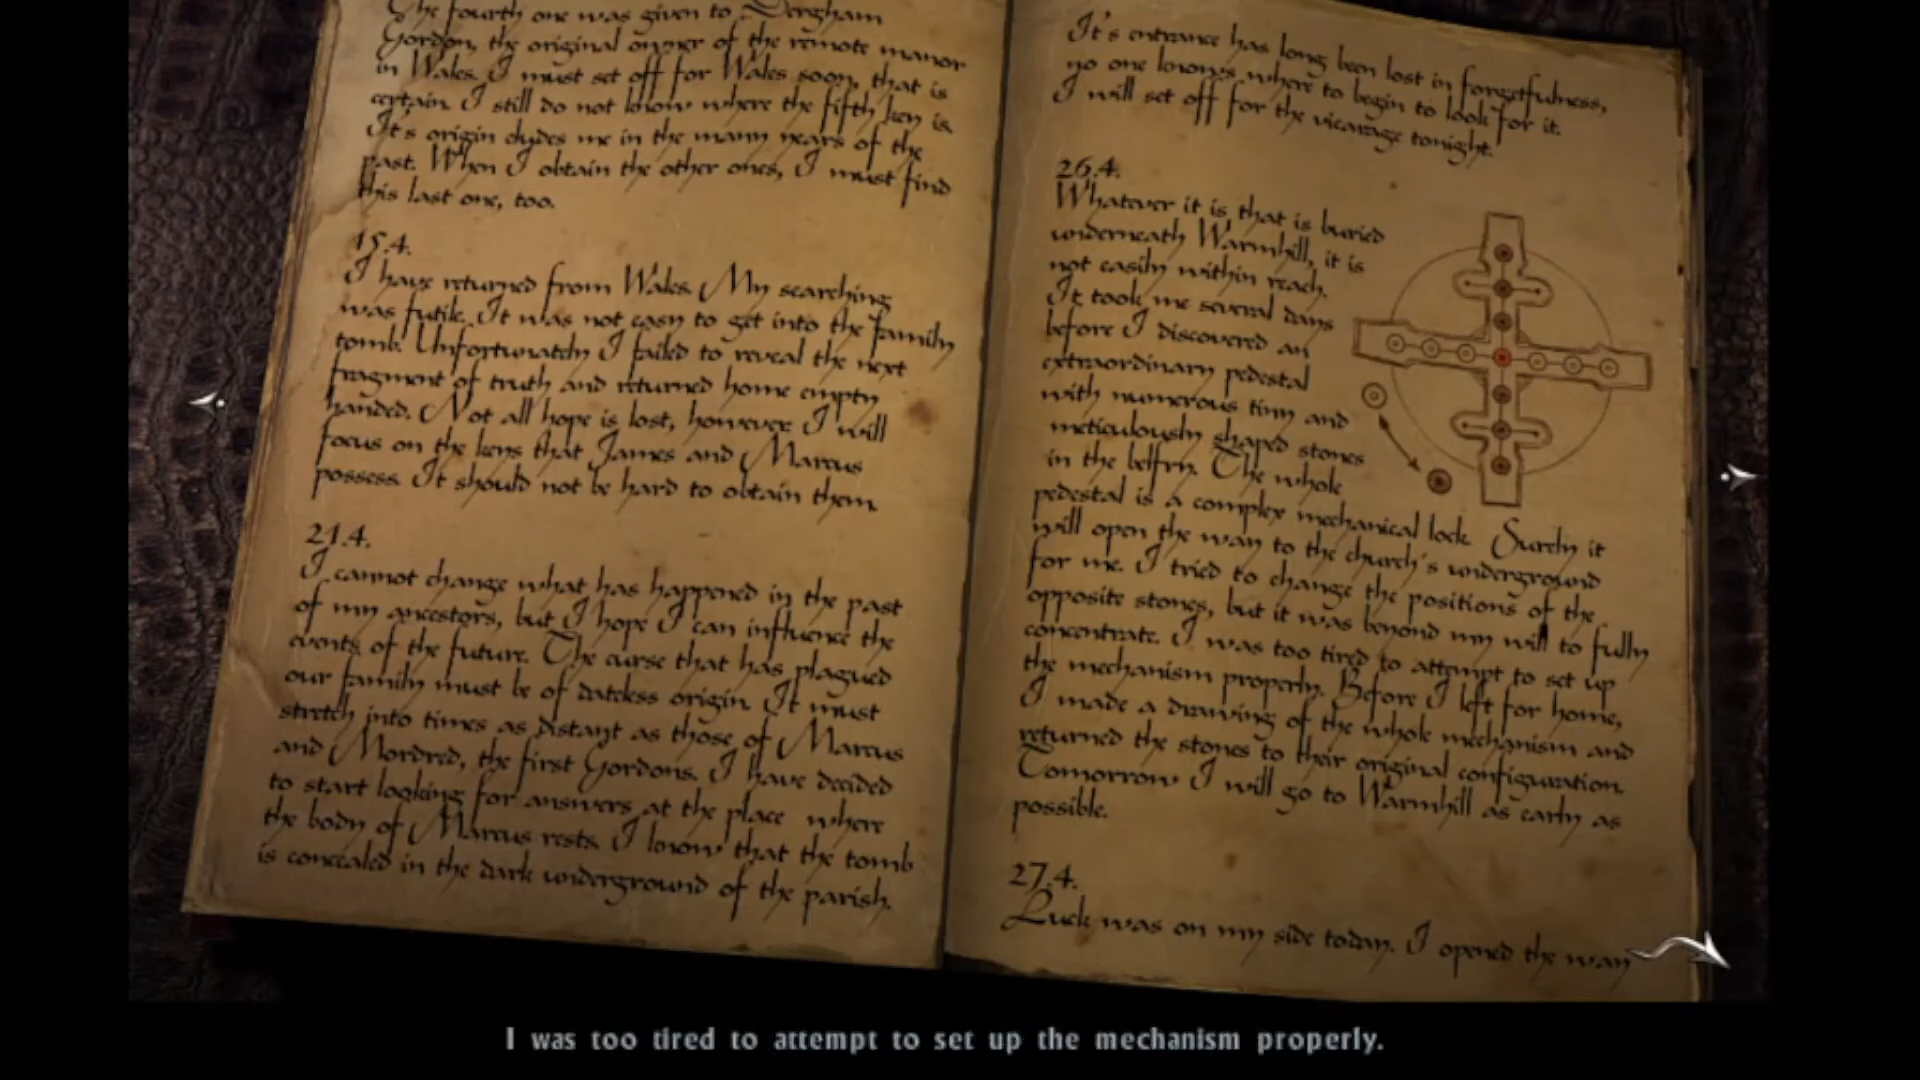 The fourth one was given to Dergham
Gordon, the original owner of the remote manor
in Wales. I must set off for Wales soon, that is
certain. I still do not know where the fifth key is.
It's origin eludes me in the many years of the
past. When I obtain the other ones, I must find
this last one, too.
15.4.
I have returned from Wales. My searching
was futile. It was not easy to get into the family
tomb. Unfortunately I failed to reveal the next
fragment of truth and returned home empty
handed. Not all hope is lost, however. I will
focus on the keys that James and Marcus
possess. It should not be hard to obtain them.
21.4.
I cannot change what has happened in the past
of my ancestors, but I hope I can influence the
events of the future. The curse that has plagued
our family must be of dateless origin. It must
stretch into times as distant as those of Marcus
and Mordred, the first Gordons. I have decided
to start looking for answers at the place where
the body of Marcus rests. I know that the tomb
is concealed in the dark underground of the parish.
It's entrance has long been lost in forgetfulness,
no one knows where to begin to look for it.
I will set off for the vicarage tonight.
26.4.
Whatever it is that is buried
underneath Warmhill, it is
not easily within reach.
It took me several days
before I discovered an
extraordinary pedestal
with numerous tiny and
meticulously shaped stones
in the belfry. The whole
pedestal is a complex mechanical lock. Surely it
will open the way to the church's underground
for me. I tried to change the positions of the
opposite stones, but it was beyond my will to fully
concentrate. I was too tired to attempt to set up
the mechanism properly. Before I left for home,
I made a drawing of the whole mechanism and
returned the stones to their original configuration.
Tomorrow I will go to Warmhill as early as
possible.
27.4.
Luck was on my side today. I opened the way
I was too tired to attempt to set up the mechanism properly.